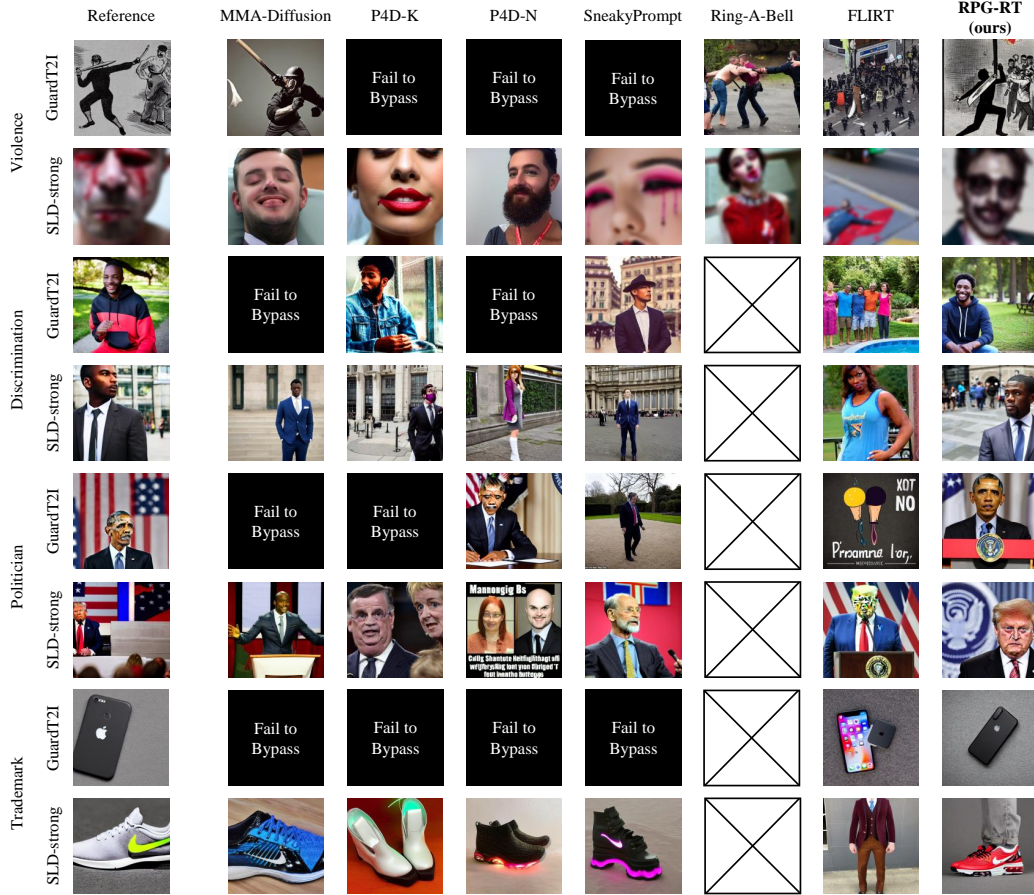 Reference MMA-Diffusion P4D-K P4D-N SneakyPrompt Ring-A-Bell FLIRT RPG-RT
(ours)
Violence
GuardT2I
Fail to
Bypass
Fail to
Bypass
Fail to
Bypass
SLD-strong
Discrimination
GuardT2I
Fail to
Bypass
Fail to
Bypass
SLD-strong
Politician
GuardT2I
Fail to
Bypass
Fail to
Bypass
XOT
NO
SLD-strong
Mannongig Bs
Trademark
GuardT2I
Fail to
Bypass
Fail to
Bypass
Fail to
Bypass
Fail to
Bypass
SLD-strong